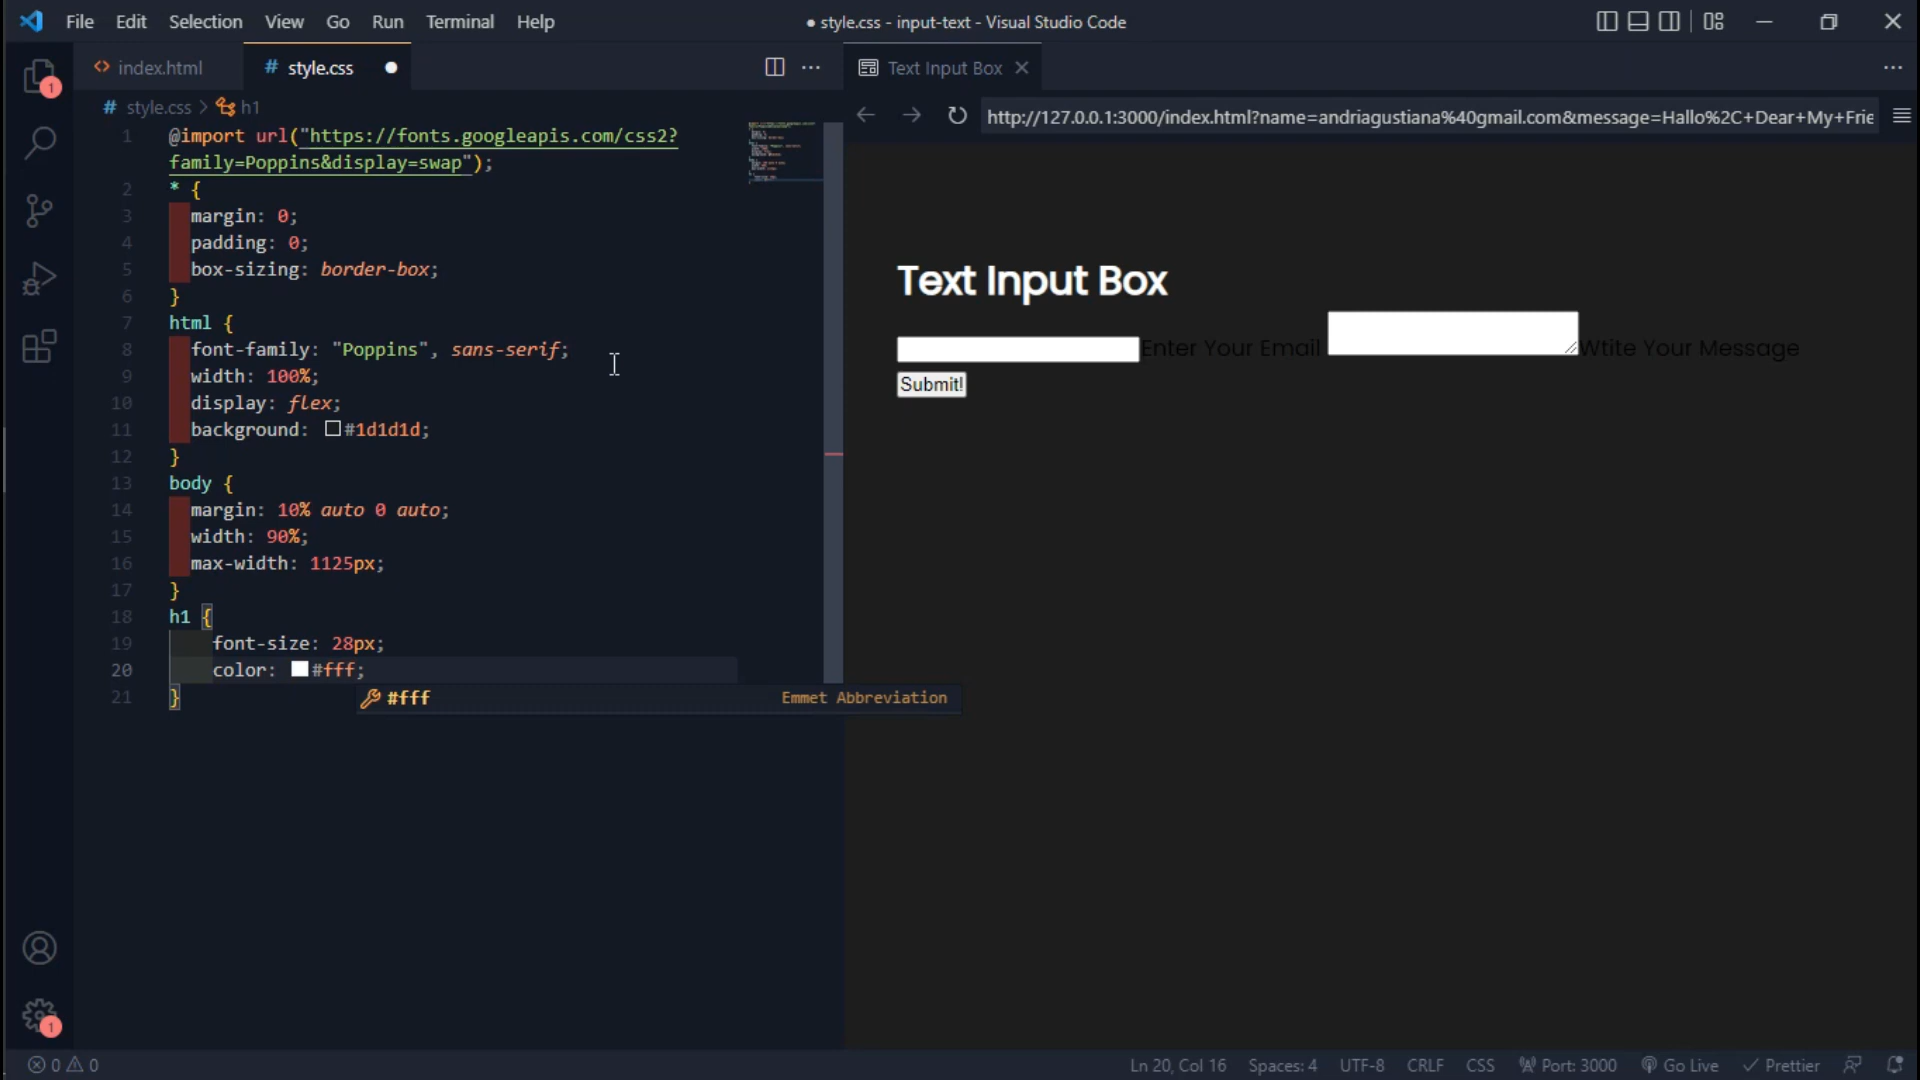 File Edit Selection View Go Run Terminal Help
● style.css - input-text - Visual Studio Code
index.html
# style.css ●
Text Input Box
# style.css > h1
http://127.0.0.1:3000/index.html?name=andriagustiana%40gmail.com&message=Hallo%2C+Dear+My+Frie
1 @import url("https://fonts.googleapis.com/css2?
family=Poppins&display=swap");
2 * {
3 margin: 0;
4 padding: 0;
5 box-sizing: border-box;
6 }
7 html {
8 font-family: "Poppins", sans-serif;
9 width: 100%;
10 display: flex;
11 background: #1d1d1d;
12 }
13 body {
14 margin: 10% auto 0 auto;
15 width: 90%;
16 max-width: 1125px;
17 }
18 h1 {
19 font-size: 28px;
20 color: #fff;
21 }
#fff Emmet Abbreviation
Text Input Box
Enter Your Email
Wtite Your Message
Submit!
1
1
0 0
Ln 20, Col 16 Spaces: 4 UTF-8 CRLF CSS Port: 3000 Go Live Prettier